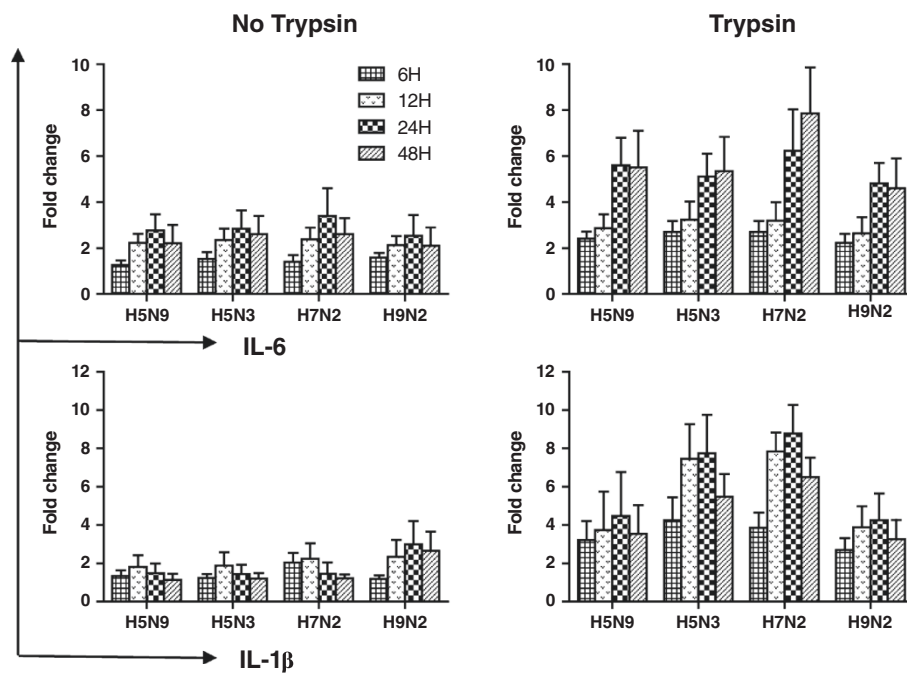 No Trypsin
Trypsin
Fold change
10
8
6
4
2
0
6H
12H
24H
48H
H5N9 H5N3 H7N2 H9N2
Fold change
10
8
6
4
2
0
H5N9 H5N3 H7N2 H9N2
IL-6
Fold change
12
10
8
6
4
2
0
H5N9 H5N3 H7N2 H9N2
Fold change
12
10
8
6
4
2
0
H5N9 H5N3 H7N2 H9N2
IL-1β